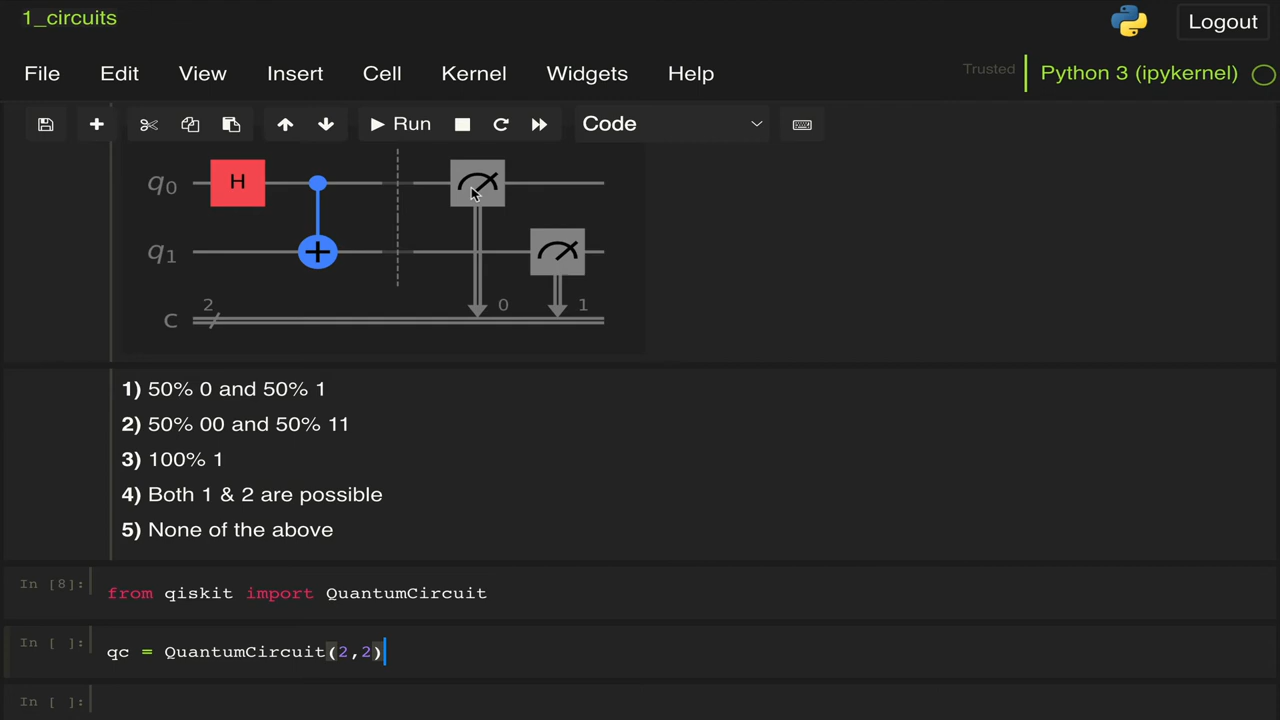 1_circuits
Logout
File Edit View Insert Cell Kernel Widgets Help
Trusted
Python 3 (ipykernel)
Run
Code
q0
H
q1
2
0
1
c
1) 50% 0 and 50% 1
2) 50% 00 and 50% 11
3) 100% 1
4) Both 1 & 2 are possible
5) None of the above
In [8]: from qiskit import QuantumCircuit
In [ ]: qc = QuantumCircuit(2,2)
In [ ]: